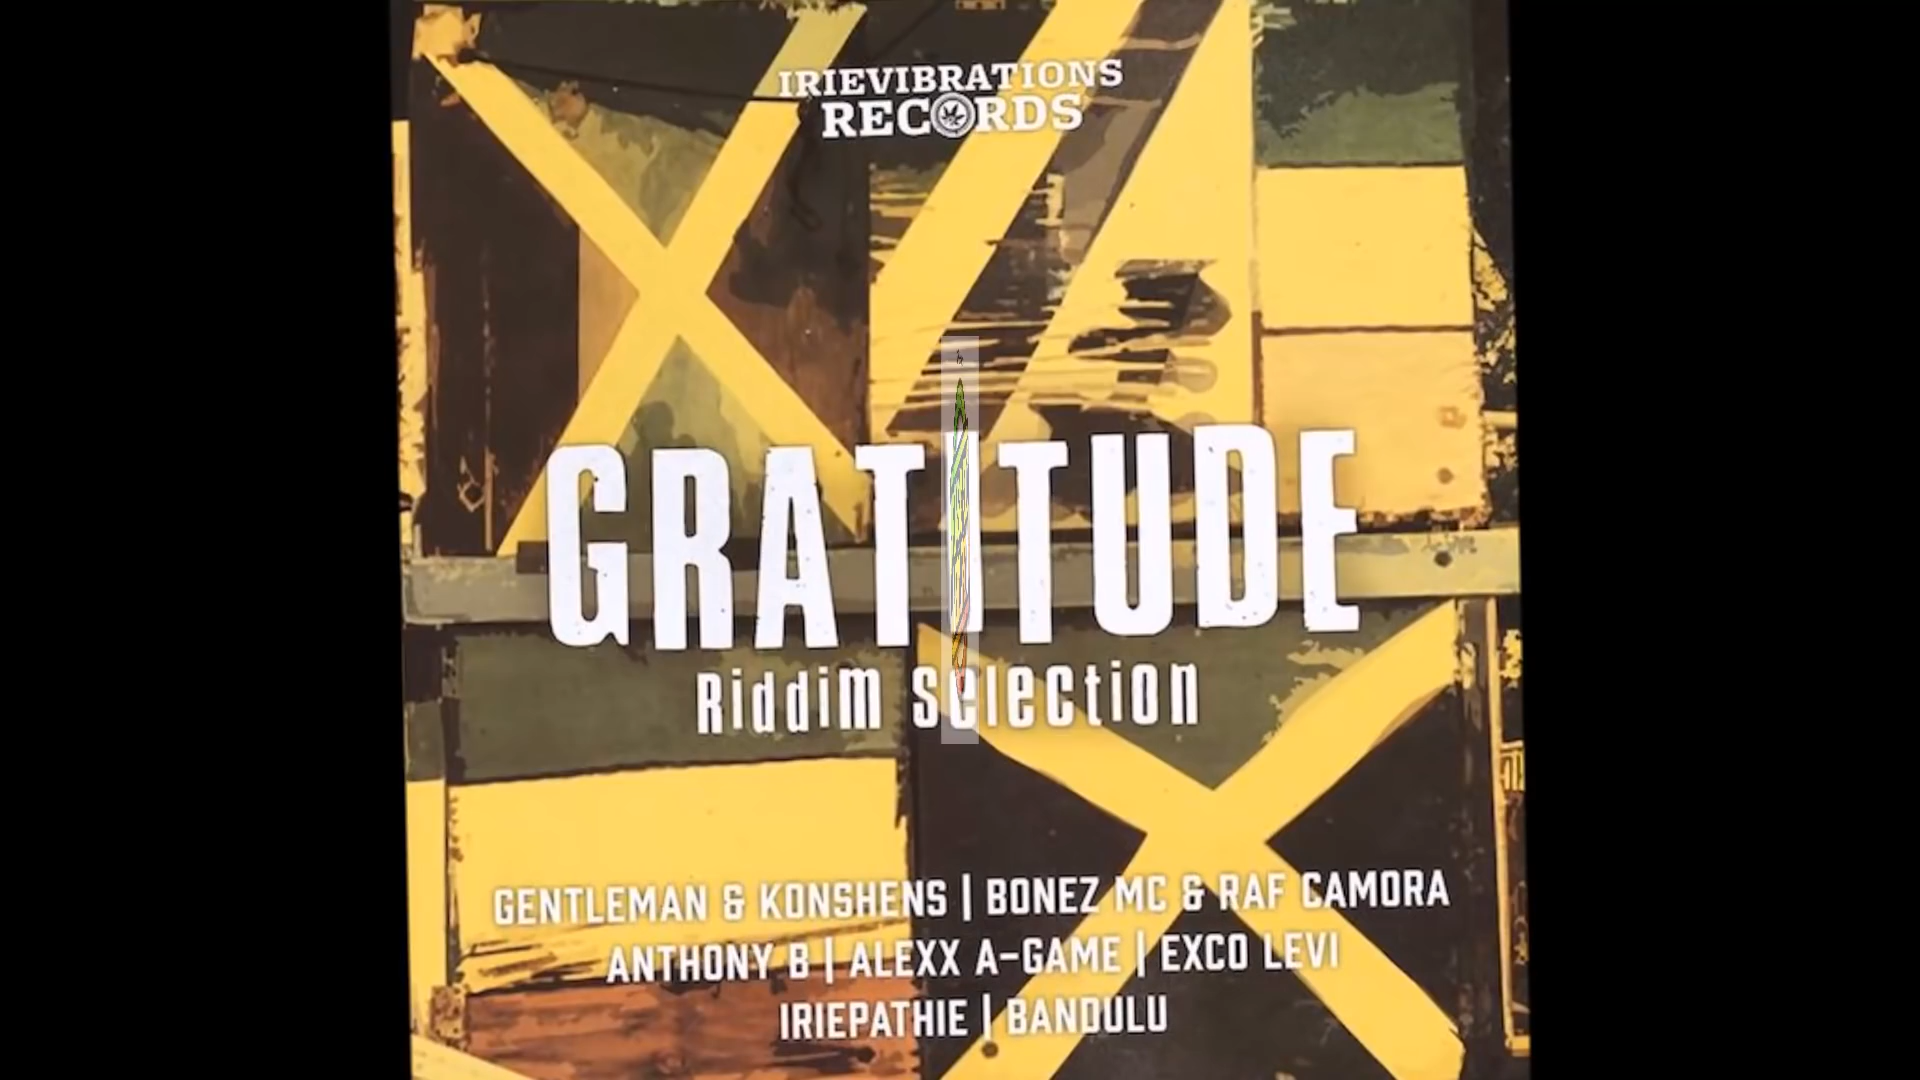 IRIEVIBRATIONS
RECORDS
GRATITUDE
Riddim Selection
GENTLEMAN & KONSHENS | BONEZ MC & RAF CAMORA
ANTHONY B | ALEXX A-GAME | EXCO LEVI
IRIEPATHIE | BANDULU